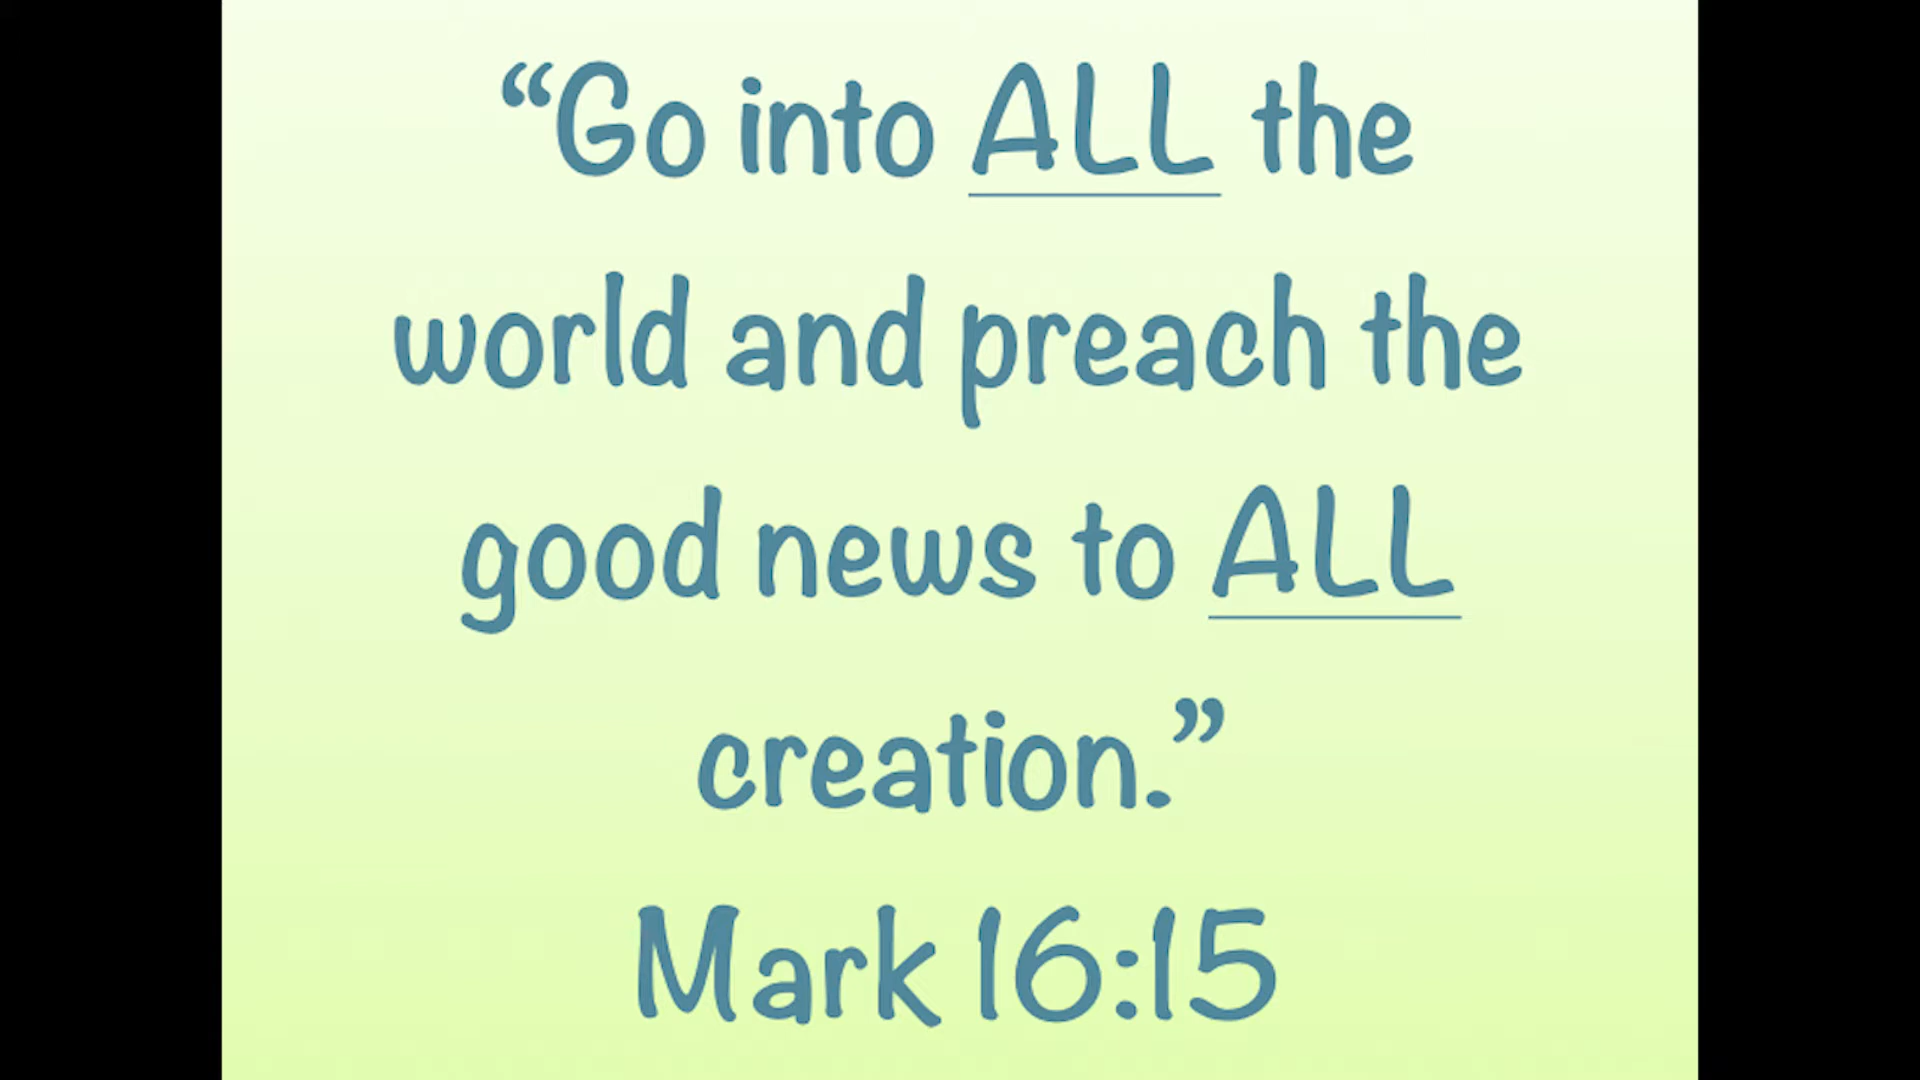 “Go into ALL the
world and preach the
good news to ALL
creation.”
Mark 16:15